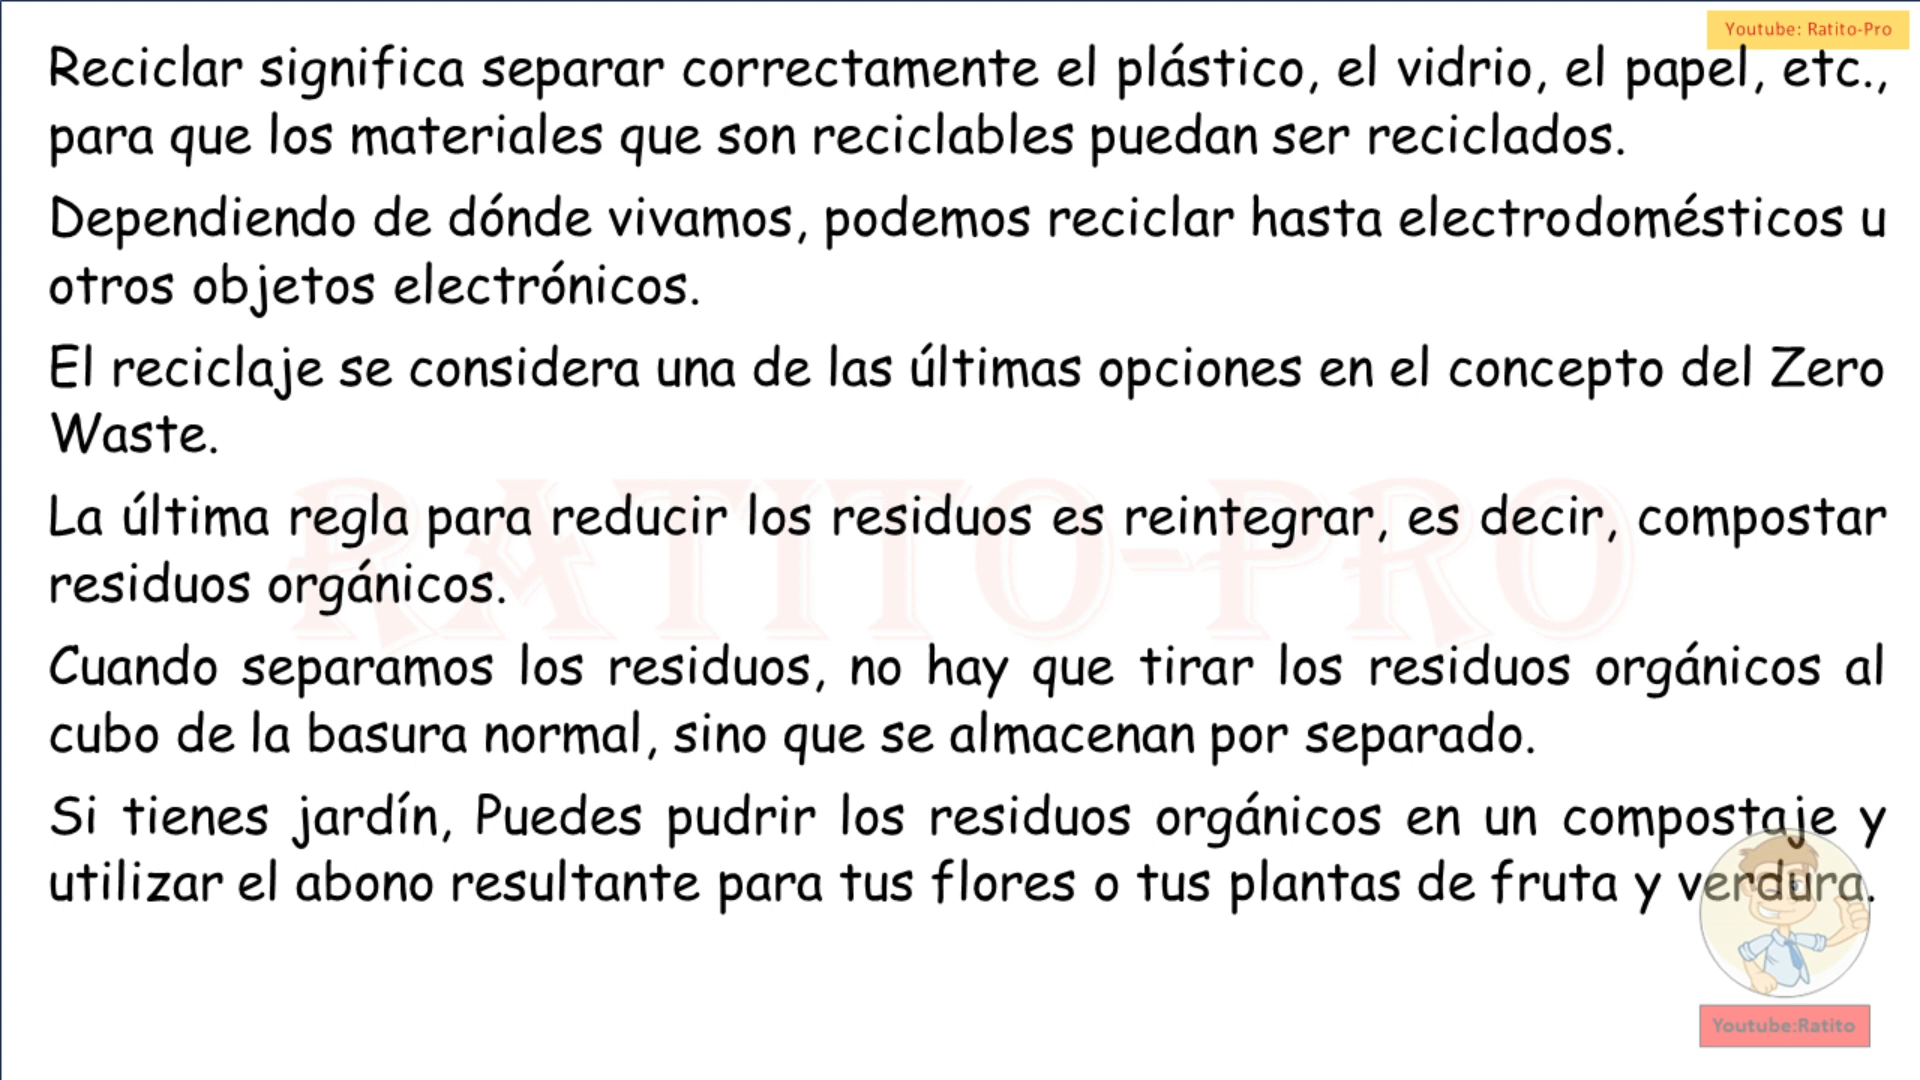 Youtube: Ratito-Pro
Reciclar significa separar correctamente el plástico, el vidrio, el papel, etc.,
para que los materiales que son reciclables puedan ser reciclados.
Dependiendo de dónde vivamos, podemos reciclar hasta electrodomésticos u
otros objetos electrónicos.
El reciclaje se considera una de las últimas opciones en el concepto del Zero
Waste.
RATITO-PRO
La última regla para reducir los residuos es reintegrar, es decir, compostar
residuos orgánicos.
Cuando separamos los residuos, no hay que tirar los residuos orgánicos al
cubo de la basura normal, sino que se almacenan por separado.
Si tienes jardín, Puedes pudrir los residuos orgánicos en un compostaje y
utilizar el abono resultante para tus flores o tus plantas de fruta y verdura.
Youtube:Ratito